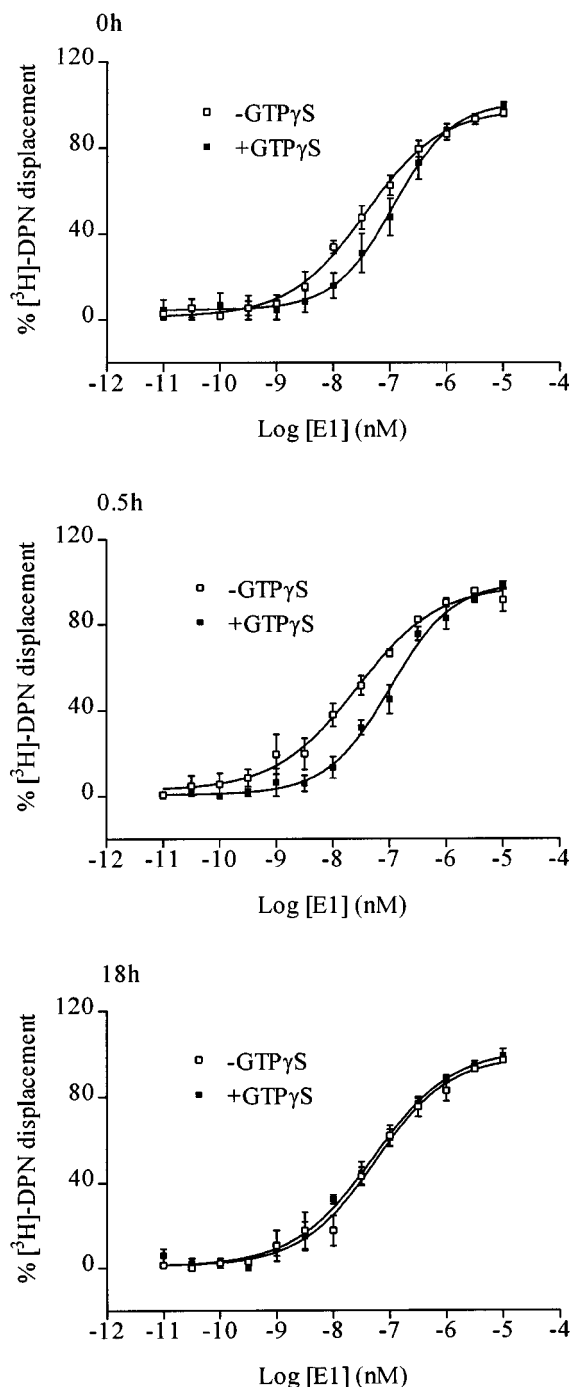 0h
120
80
40
0
% [³H]-DPN displacement
-GTPγS
+GTPγS
-12 -11 -10 -9 -8 -7 -6 -5 -4
Log [E1] (nM)
0.5h
120
80
40
0
% [³H]-DPN displacement
-GTPγS
+GTPγS
-12 -11 -10 -9 -8 -7 -6 -5 -4
Log [E1] (nM)
18h
120
80
40
0
% [³H]-DPN displacement
-GTPγS
+GTPγS
-12 -11 -10 -9 -8 -7 -6 -5 -4
Log [E1] (nM)